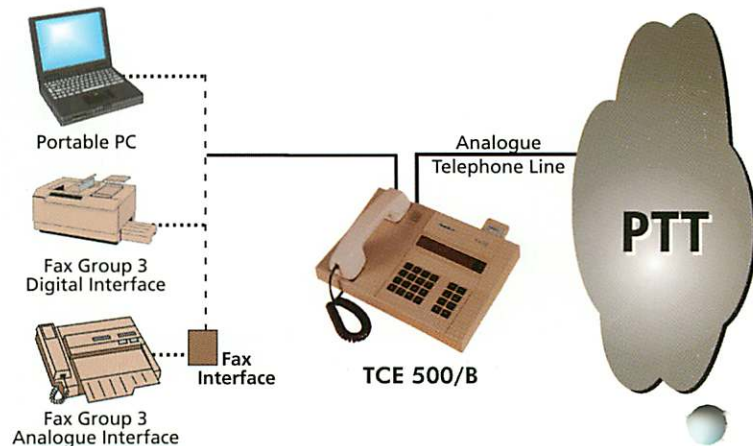 Portable PC
Fax Group 3
Digital Interface
Fax Group 3
Analogue Interface
Fax
Interface
TCE 500/B
Analogue
Telephone Line
PTT